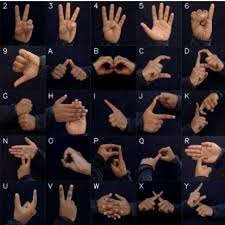 2 3 4 5 6
9 A B C D
G H I J K
N O P Q R
U V W X Y